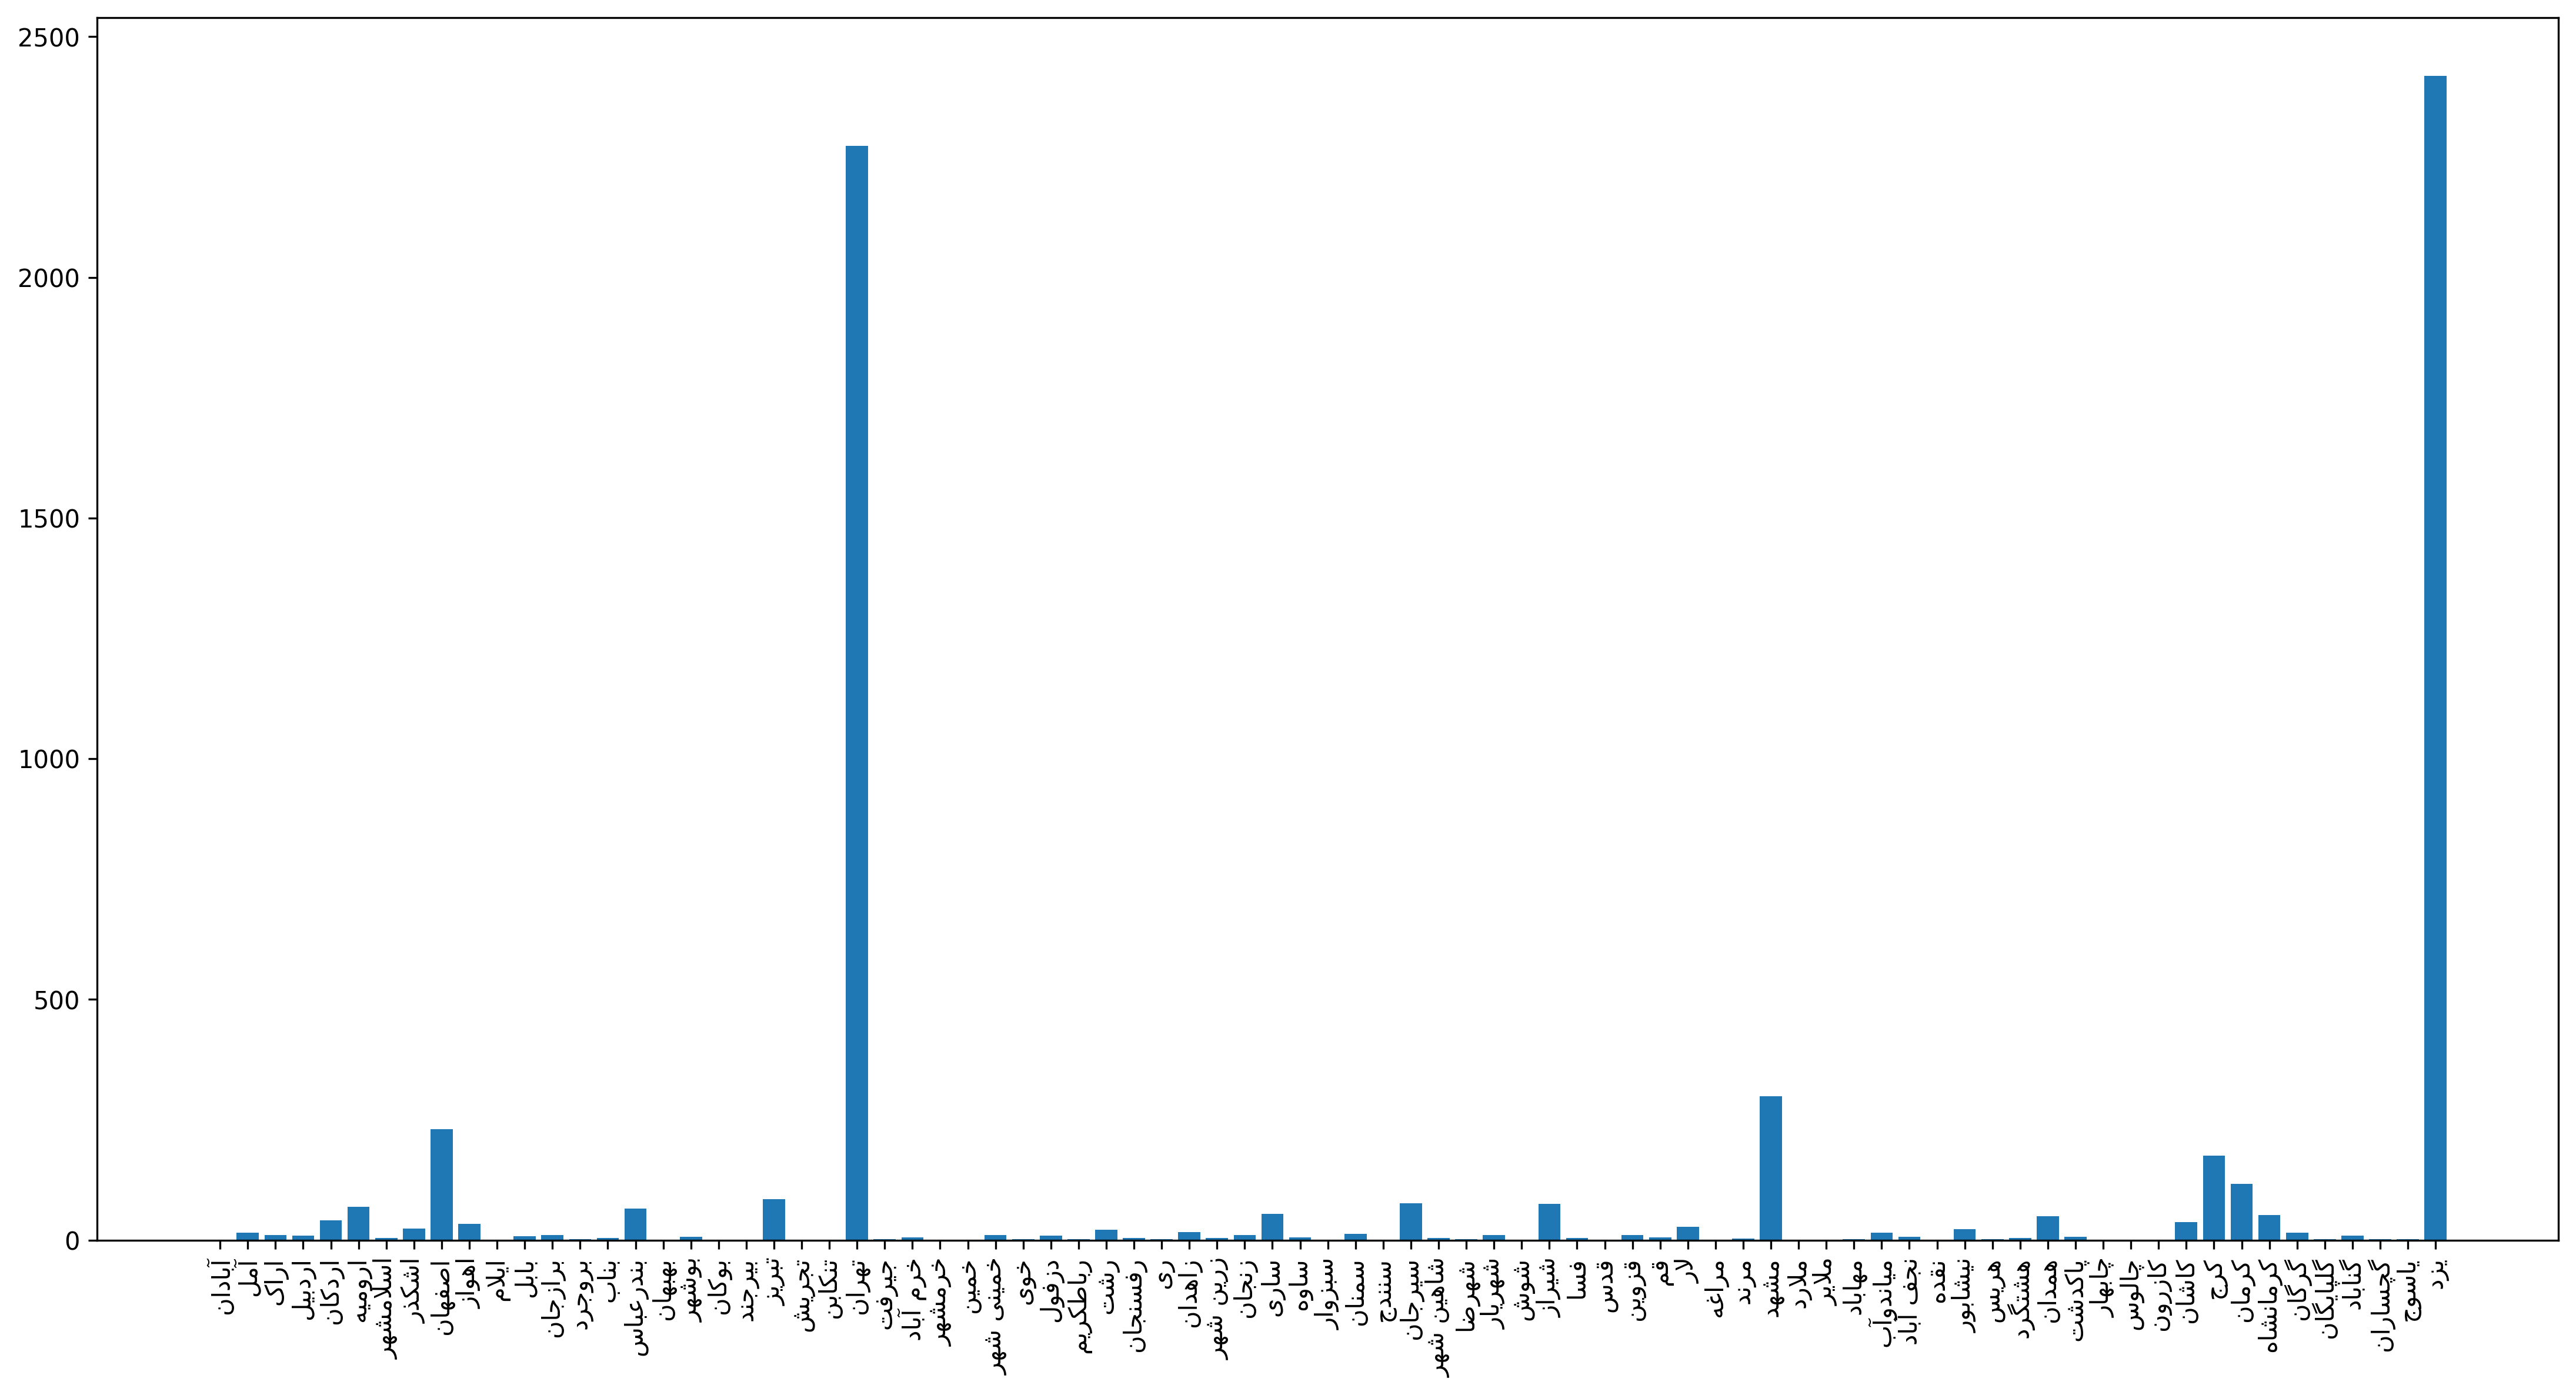 2500
2000
1500
1000
500
0
آبادان
آمل
اراک
اردبیل
اردکان
ارومیه
اسلامشهر
اشکذر
اصفهان
اهواز
ایلام
بابل
برازجان
بروجرد
بناب
بندرعباس
بهبهان
بوشهر
بوکان
بیرجند
تبریز
تجریش
تنکابن
تهران
جیرفت
خرم آباد
خرمشهر
خمین
خمینی شهر
خوی
دزفول
رباطکریم
رشت
رفسنجان
ری
زاهدان
زرین شهر
زنجان
ساری
ساوه
سبزوار
سمنان
سنندج
سیرجان
شاهین شهر
شهرضا
شهریار
شوش
شیراز
فسا
قدس
قزوین
قم
لار
مراغه
مرند
مشهد
ملارد
ملایر
مهاباد
میاندوآب
نجف آباد
نقده
نیشابور
هریس
هشتگرد
همدان
پاکدشت
چابهار
چالوس
کازرون
کاشان
کرج
کرمان
کرمانشاه
گرگان
گلپایگان
گناباد
گچساران
یاسوج
یزد